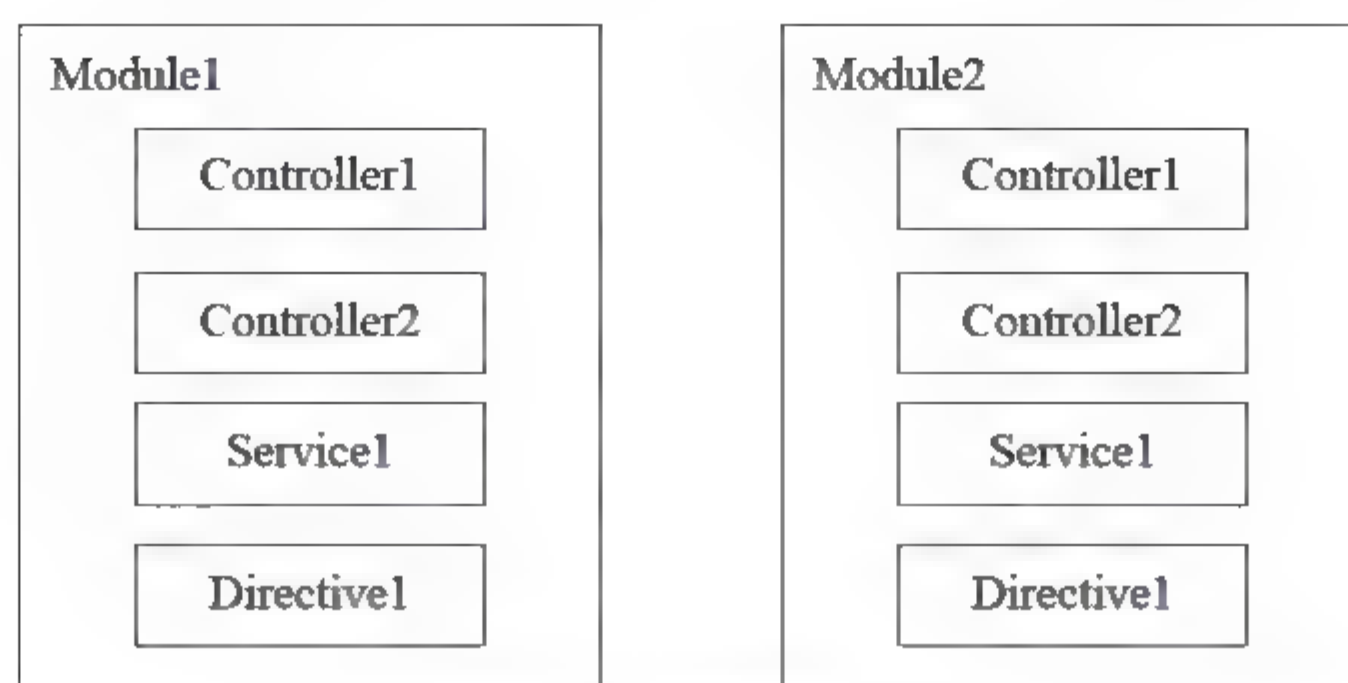 Module1
Controller1
Controller2
Service1
Directive1
Module2
Controller1
Controller2
Service1
Directive1